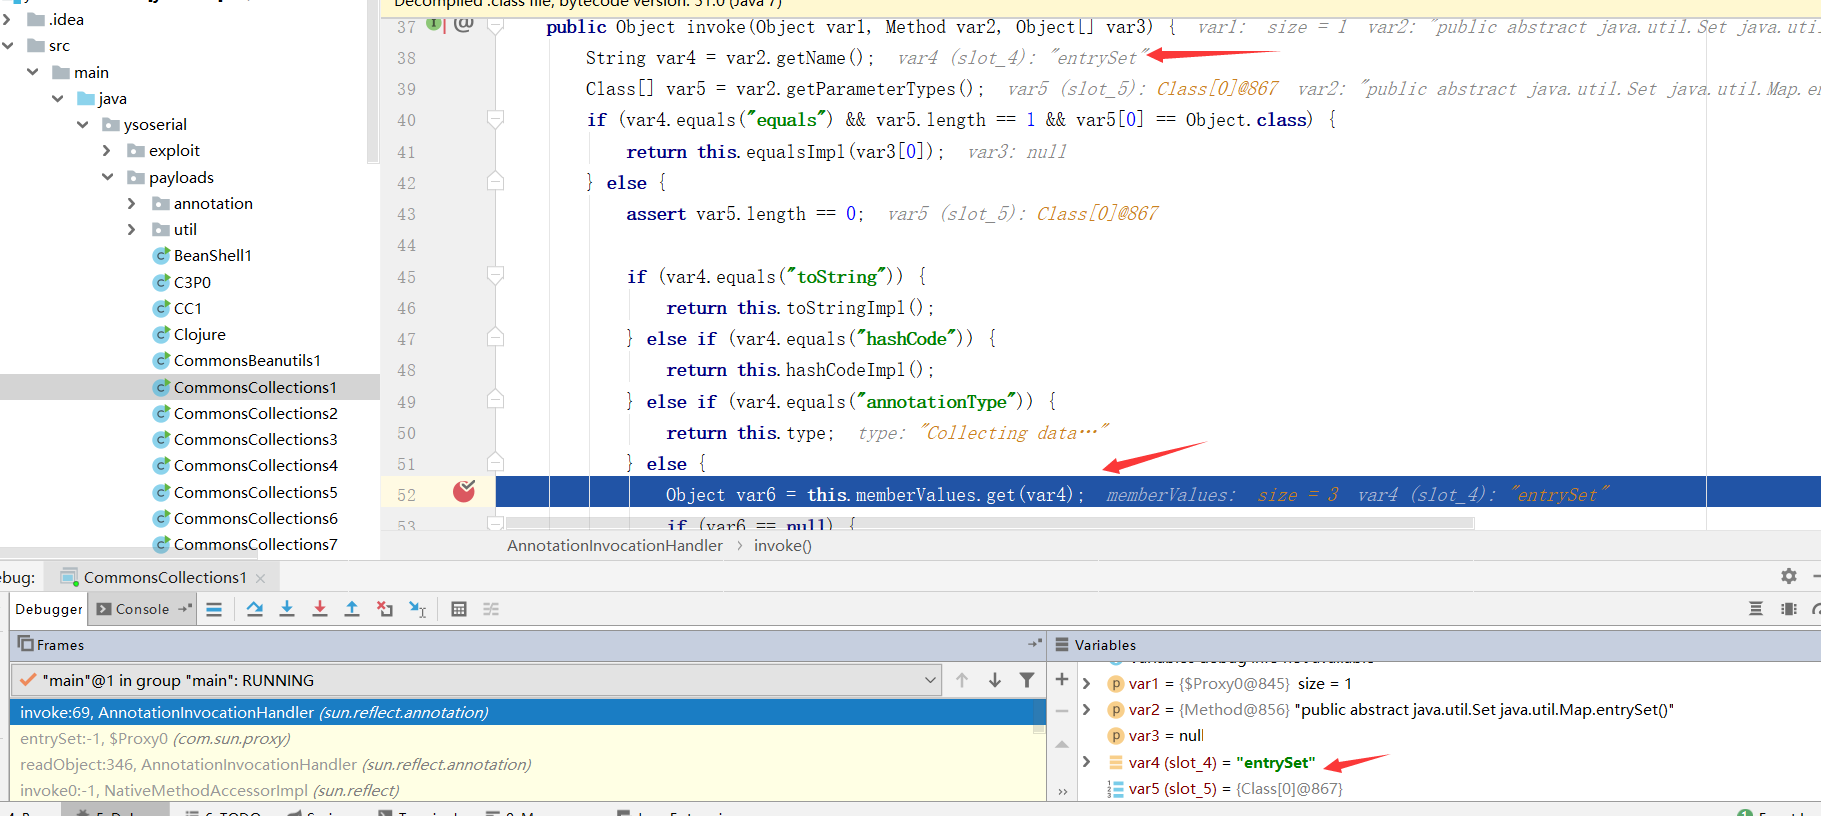 Decompiled .class file, bytecode version: 51.0 (Java 7)
.idea
src
main
java
ysoserial
exploit
payloads
annotation
util
BeanShell1
C3P0
CC1
Clojure
CommonsBeanutils1
CommonsCollections1
CommonsCollections2
CommonsCollections3
CommonsCollections4
CommonsCollections5
CommonsCollections6
CommonsCollections7
37 public Object invoke(Object var1, Method var2, Object[] var3) { var1: size = 1 var2: "public abstract java.util.Set java.uti
38 String var4 = var2.getName(); var4 (slot_4): "entrySet"
39 Class[] var5 = var2.getParameterTypes(); var5 (slot_5): Class[0]@867 var2: "public abstract java.util.Set java.util.Map.e
40 if (var4.equals("equals") && var5.length == 1 && var5[0] == Object.class) {
41 return this.equalsImpl(var3[0]); var3: null
42 } else {
43 assert var5.length == 0; var5 (slot_5): Class[0]@867
44
45 if (var4.equals("toString")) {
46 return this.toStringImpl();
47 } else if (var4.equals("hashCode")) {
48 return this.hashCodeImpl();
49 } else if (var4.equals("annotationType")) {
50 return this.type; type: "Collecting data…"
51 } else {
52 Object var6 = this.memberValues.get(var4); memberValues: size = 3 var4 (slot_4): "entrySet"
53 if (var6 == null) {
AnnotationInvocationHandler › invoke()
ebug: CommonsCollections1
Debugger Console
Frames
"main"@1 in group "main": RUNNING
invoke:69, AnnotationInvocationHandler (sun.reflect.annotation)
entrySet:-1, $Proxy0 (com.sun.proxy)
readObject:346, AnnotationInvocationHandler (sun.reflect.annotation)
invoke0:-1, NativeMethodAccessorImpl (sun.reflect)
Variables
Variables debug info not available
var1 = {$Proxy0@845} size = 1
var2 = {Method@856} "public abstract java.util.Set java.util.Map.entrySet()"
var3 = null
var4 (slot_4) = "entrySet"
var5 (slot_5) = {Class[0]@867}